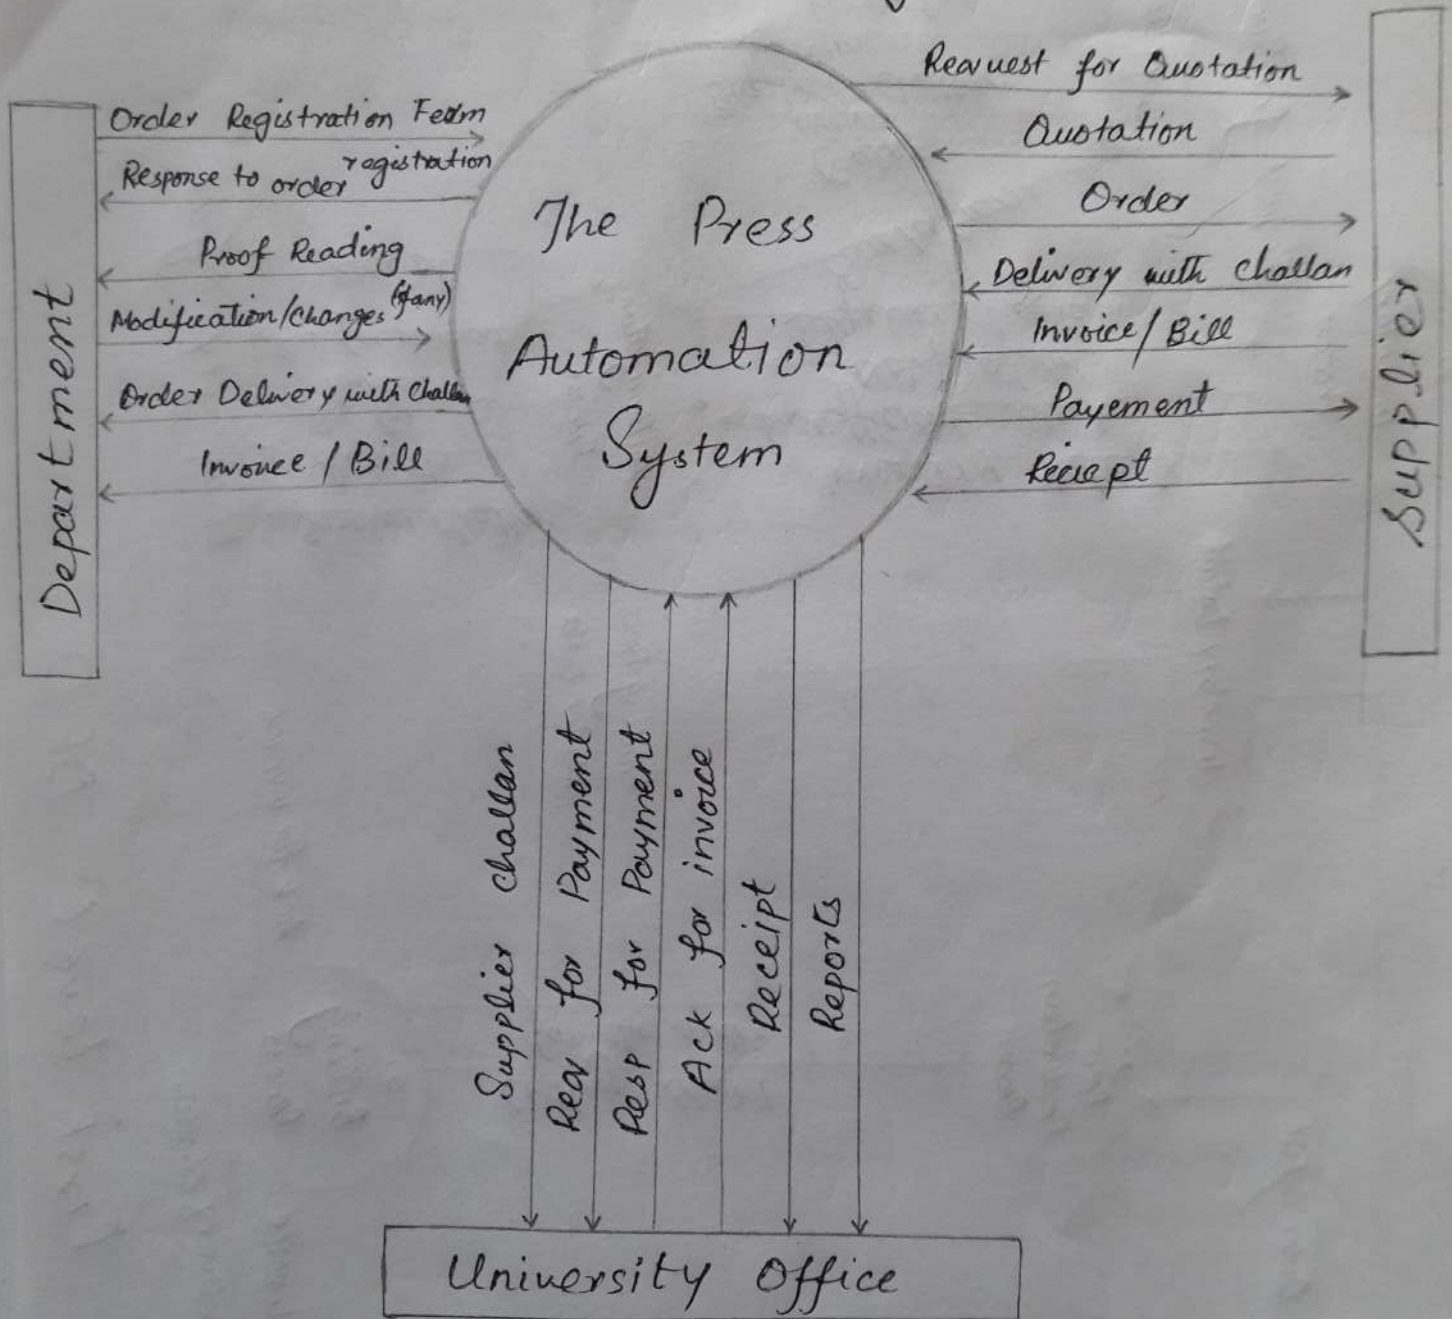 Department
Order Registration Form
Response to order registration
Proof Reading
Modification/Changes (if any)
Order Delivery with Challan
Invoice / Bill
The Press
Automation
System
Request for Quotation
Quotation
Order
Delivery with challan
Invoice/Bill
Payement
Reciept
Supplier
Supplier challan
Req for Payment
Resp for Payment
Ack for invoice
Receipt
Reports
University Office